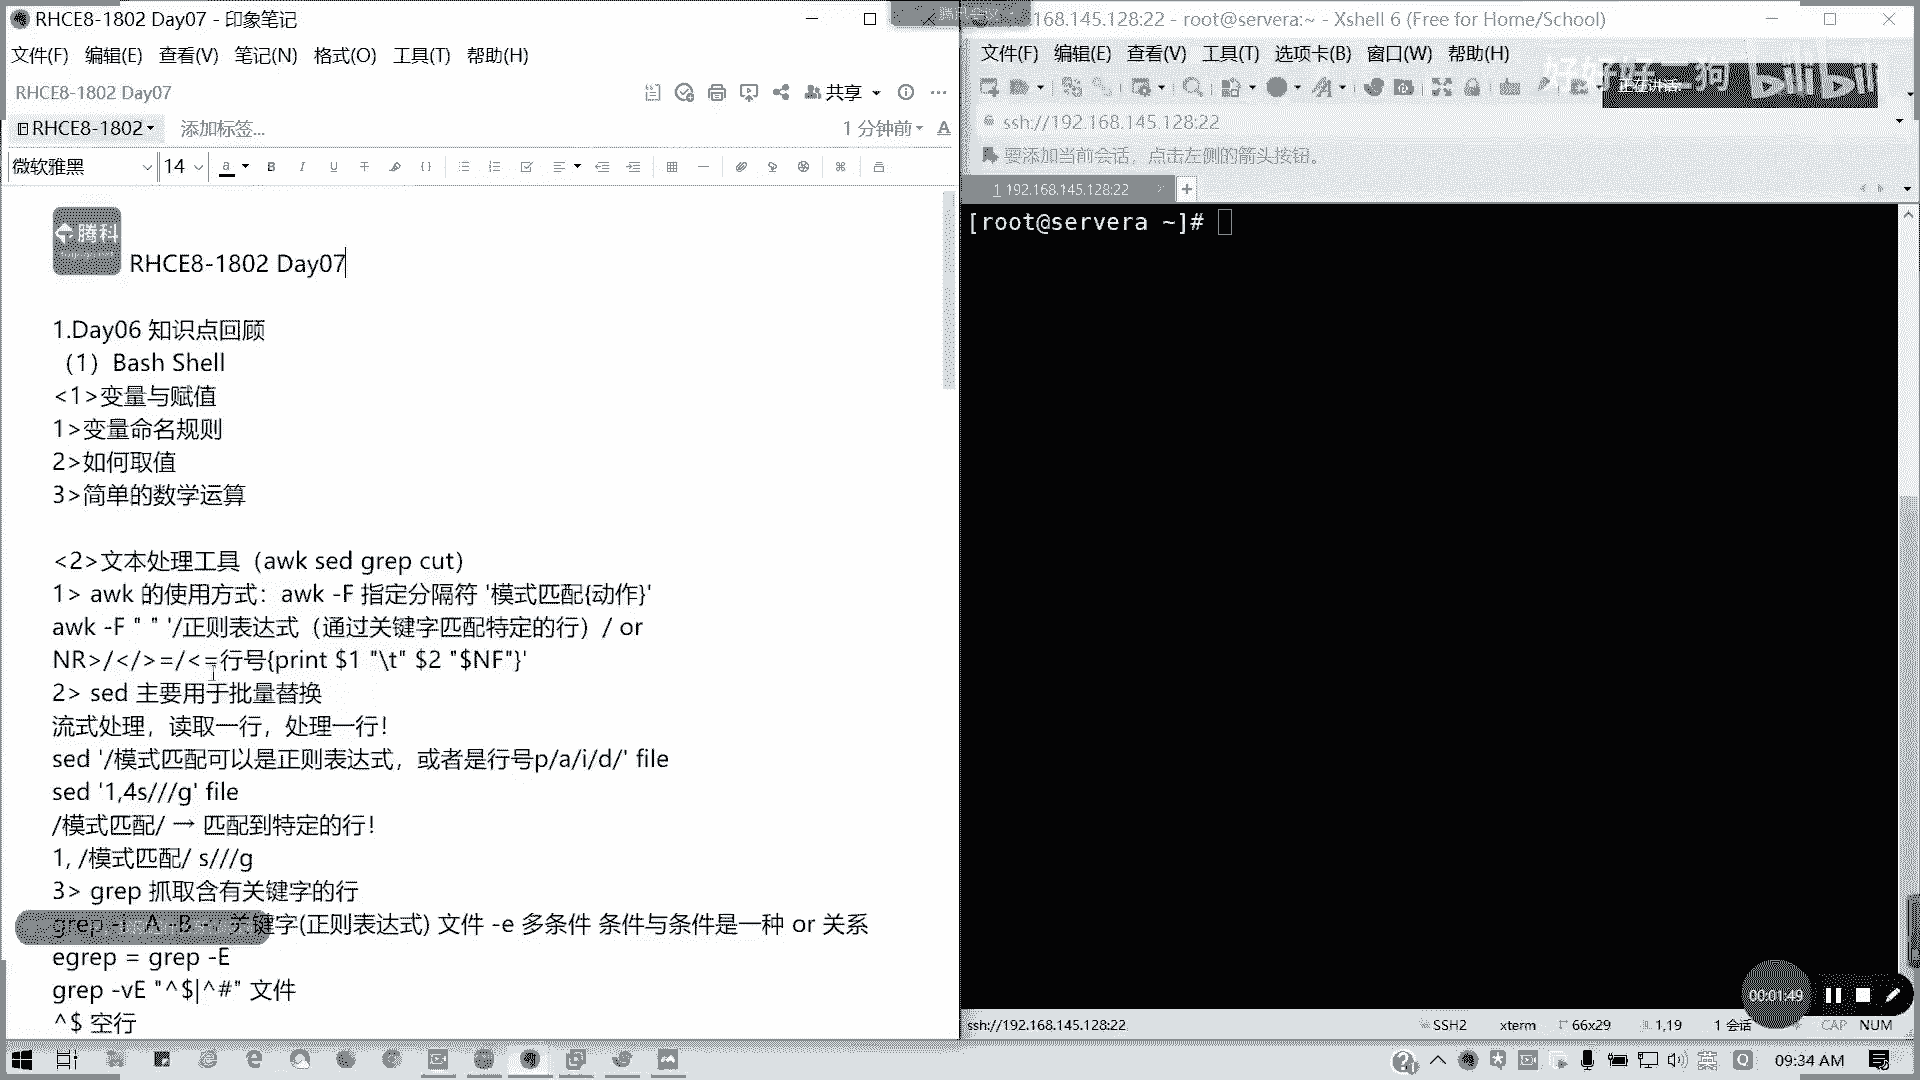 RHCE8-1802 Day07 - 印象笔记
文件(F) 编辑(E) 查看(V) 笔记(N) 格式(O) 工具(T) 帮助(H)
RHCE8-1802 Day07
共享
RHCE8-1802
添加标签...
1 分钟前
微软雅黑 14
腾科
RHCE8-1802 Day07
1.Day06 知识点回顾
（1）Bash Shell
<1>变量与赋值
1>变量命名规则
2>如何取值
3>简单的数学运算
<2>文本处理工具（awk sed grep cut）
1> awk 的使用方式：awk -F 指定分隔符 '模式匹配{动作}'
awk -F " " '/正则表达式（通过关键字匹配特定的行）/ or
NR>/</>=/<=行号{print $1 "\t" $2 "$NF"}'
2> sed 主要用于批量替换
流式处理，读取一行，处理一行！
sed '/模式匹配可以是正则表达式，或者是行号p/a/i/d/' file
sed '1,4s///g' file
/模式匹配/ → 匹配到特定的行！
1, /模式匹配/ s///g
3> grep 抓取含有关键字的行
grep -A -B 关键字(正则表达式) 文件 -e 多条件 条件与条件是一种 or 关系
egrep = grep -E
grep -vE "^$|^#" 文件
^$ 空行
168.145.128:22 - root@servera:~ - Xshell 6 (Free for Home/School)
文件(F) 编辑(E) 查看(V) 工具(T) 选项卡(B) 窗口(W) 帮助(H)
bilibili
正在讲话:
ssh://192.168.145.128:22
要添加当前会话，点击左侧的箭头按钮。
1 192.168.145.128:22
[root@servera ~]#
00:01:49
ssh://192.168.145.128:22
SSH2 xterm 66x29 1,19 1 会话 CAP NUM
英
09:34 AM